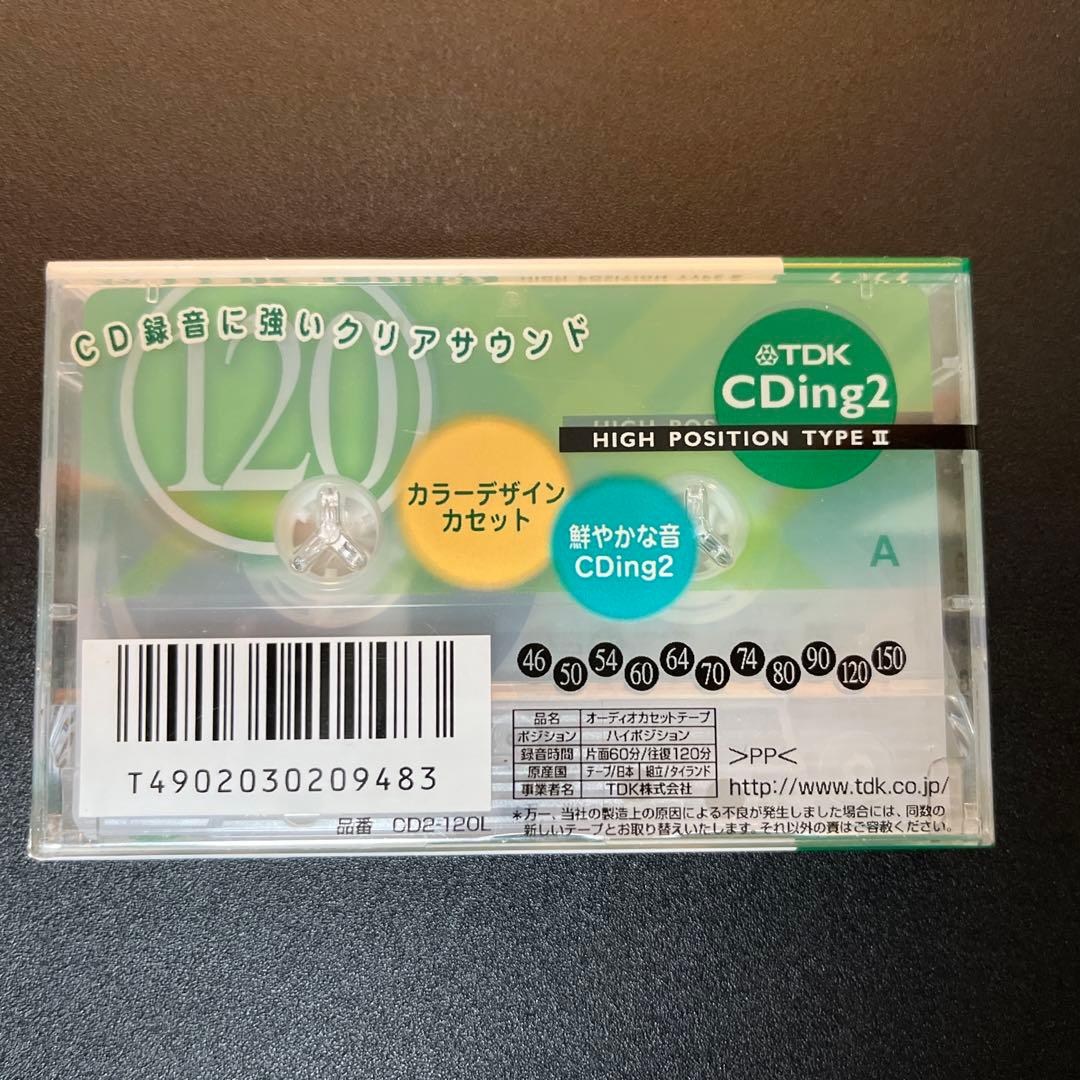 CD録音に強いクリアサウンド
120
TDK
CDing2
HIGH POSITION TYPE II
カラーデザイン
カセット
鮮やかな音
CDing2
A
46 50 54 60 64 70 74 80 90 120 150
T4902030209483
品番 CD2-120L
品名 オーディオカセットテープ
ポジション ハイポジション
録音時間 片面60分/往復120分
原産国 テープ/日本 組立/タイランド
事業者名 TDK株式会社
>PP<
http://www.tdk.co.jp/
*万一、当社の製造上の原因による不良が発生しました場合には、同数の
新しいテープとお取り替えいたします。それ以外の責はご容赦ください。